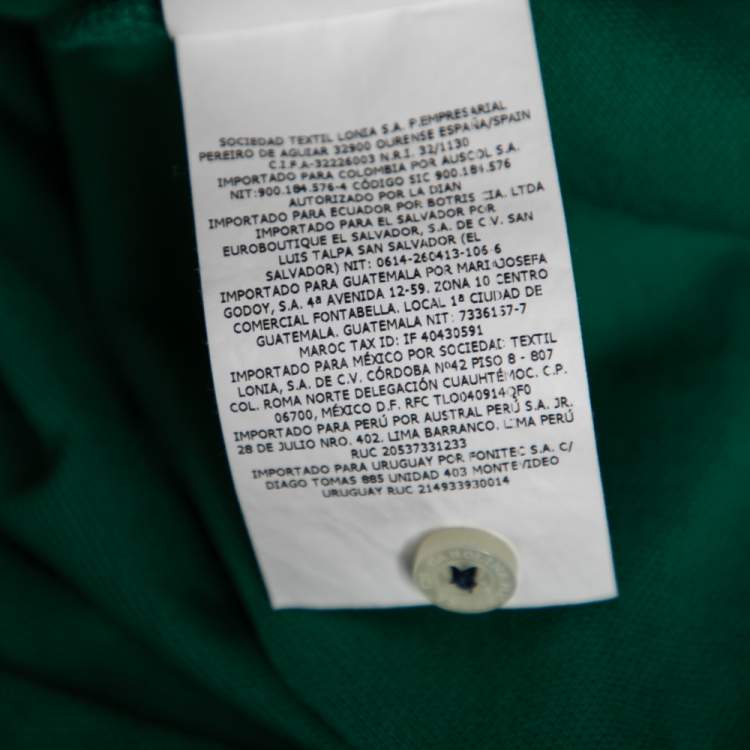 SOCIEDAD TEXTIL LONIA S.A. P.EMPRESARIAL
PEREIRO DE AGUIAR 32900 OURENSE ESPAÑA/SPAIN
C.I.F.A-32226003 N.R.I. 32/1130
IMPORTADO PARA COLOMBIA POR AUSCOL S.A.
NIT:900.184.576-4 CÓDIGO SIC 900.184.576
AUTORIZADO POR LA DIAN
IMPORTADO PARA ECUADOR POR BOTRIS CIA. LTDA
IMPORTADO PARA EL SALVADOR POR
EUROBOUTIQUE EL SALVADOR, S.A. DE C.V. SAN
LUIS TALPA SAN SALVADOR (EL
SALVADOR) NIT: 0614-260413-106-6
IMPORTADO PARA GUATEMALA POR MARIAJOSEFA
GODOY, S.A. 4ª AVENIDA 12-59. ZONA 10 CENTRO
COMERCIAL FONTABELLA. LOCAL 1ª CIUDAD DE
GUATEMALA. GUATEMALA NIT: 7336157-7
MAROC TAX ID: IF 40430591
IMPORTADO PARA MÉXICO POR SOCIEDAD TEXTIL
LONIA, S.A. DE C.V. CÓRDOBA Nº42 PISO 8 - 807
COL. ROMA NORTE DELEGACIÓN CUAUHTÉMOC. C.P.
06700, MÉXICO D.F. RFC TLO040914QF0
IMPORTADO PARA PERÚ POR AUSTRAL PERÚ S.A. JR.
28 DE JULIO NRO. 402. LIMA BARRANCO. LIMA PERÚ
RUC 20537331233
IMPORTADO PARA URUGUAY POR FONITEC S.A. C/
DIAGO TOMAS 885 UNIDAD 403 MONTEVIDEO
URUGUAY RUC 214933930014